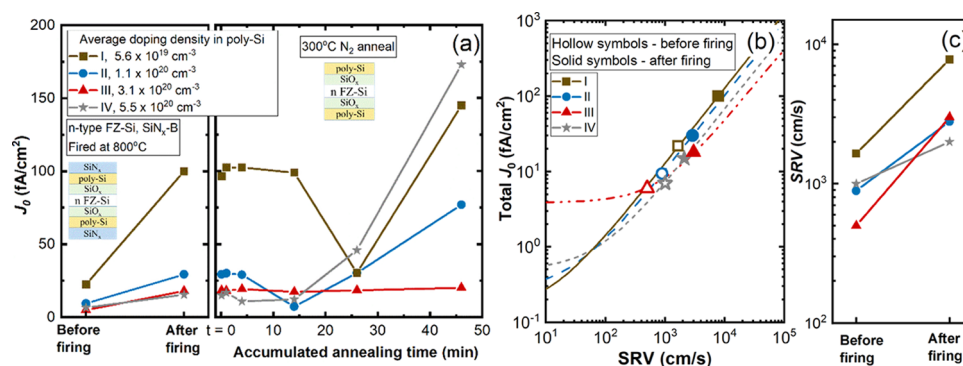 Average doping density in poly-Si
I, 5.6 x 10^19 cm-3
II, 1.1 x 10^20 cm-3
III, 3.1 x 10^20 cm-3
IV, 5.5 x 10^20 cm-3
n-type FZ-Si, SiNx-B
Fired at 800°C
SiNx
poly-Si
SiOx
n FZ-Si
SiOx
poly-Si
SiNx
175
150
100
75
50
25
0
J0 (fA/cm2)
Before firing
After firing
(a)
300°C N2 anneal
poly-Si
SiOx
n FZ-Si
SiOx
poly-Si
t = 0
10
20
30
40
50
Accumulated annealing time (min)
(b)
Hollow symbols - before firing
Solid symbols - after firing
I
II
III
IV
10^3
10^2
10^1
10^0
10^-1
Total J0 (fA/cm2)
10^1
10^2
10^3
10^4
10^5
SRV (cm/s)
(c)
10^4
10^3
10^2
SRV (cm/s)
Before firing
After firing